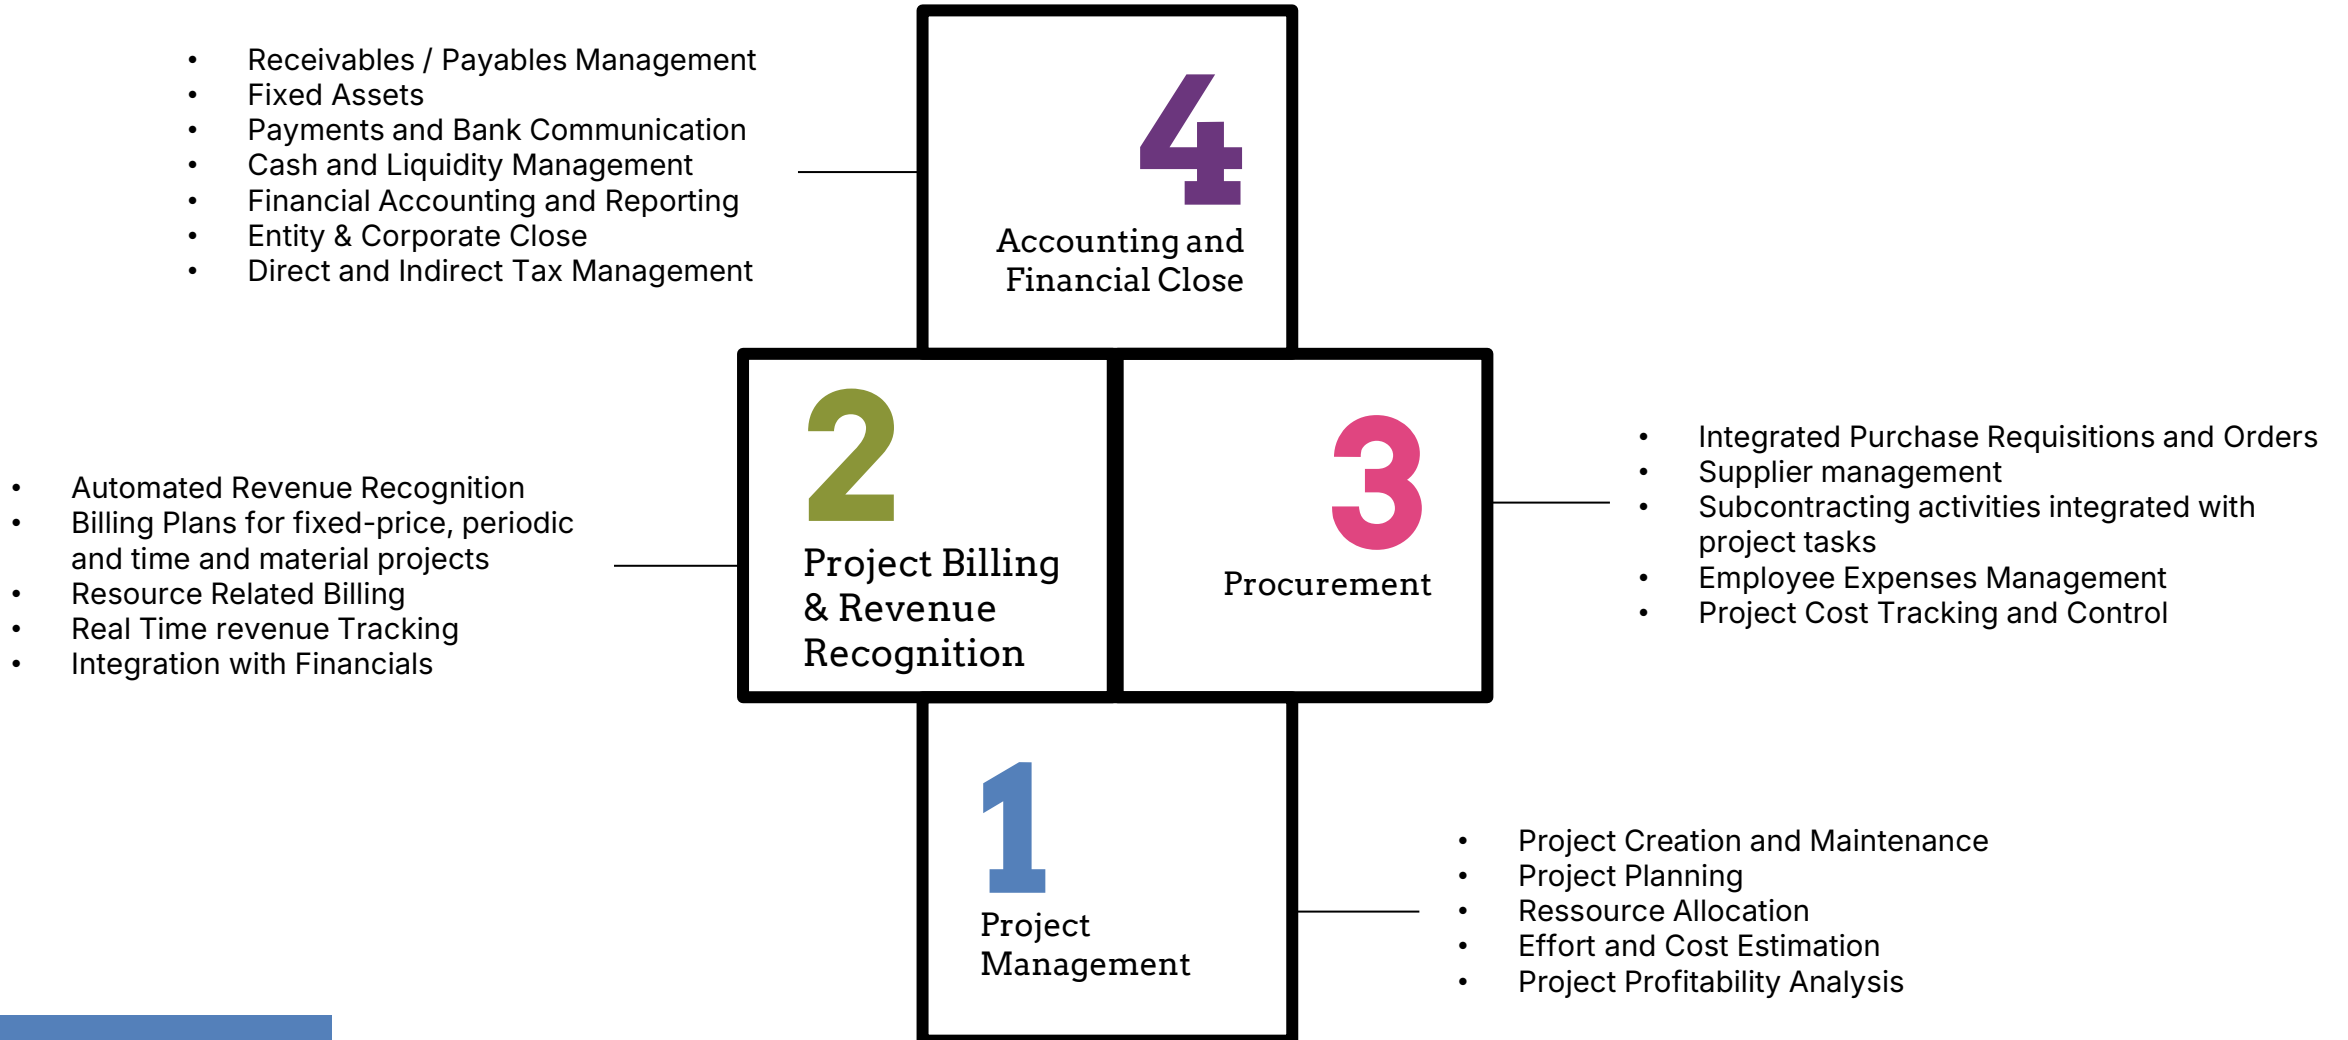 • Receivables / Payables Management
• Fixed Assets
• Payments and Bank Communication
• Cash and Liquidity Management
• Financial Accounting and Reporting
• Entity & Corporate Close
• Direct and Indirect Tax Management
4
Accounting and
Financial Close
• Automated Revenue Recognition
• Billing Plans for fixed-price, periodic
and time and material projects
• Resource Related Billing
• Real Time revenue Tracking
• Integration with Financials
2
Project Billing
& Revenue
Recognition
3
Procurement
• Integrated Purchase Requisitions and Orders
• Supplier management
• Subcontracting activities integrated with
project tasks
• Employee Expenses Management
• Project Cost Tracking and Control
1
Project
Management
• Project Creation and Maintenance
• Project Planning
• Ressource Allocation
• Effort and Cost Estimation
• Project Profitability Analysis